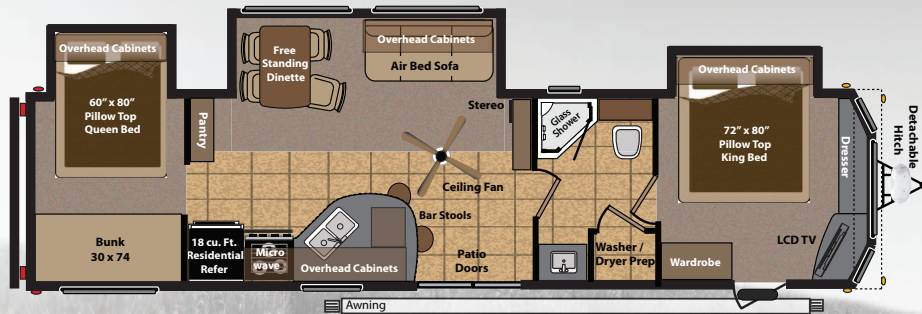 Overhead Cabinets
60” x 80”
Pillow Top
Queen Bed
Bunk
30 x 74
Pantry
18 cu. Ft.
Residential
Refer
Micro
wave
Free
Standing
Dinette
Overhead Cabinets
Air Bed Sofa
Stereo
Ceiling Fan
Bar Stools
Overhead Cabinets
Patio
Doors
Glass
Shower
Washer /
Dryer Prep
Overhead Cabinets
72” x 80”
Pillow Top
King Bed
Wardrobe
LCD TV
Dresser
Detachable
Hitch
Awning